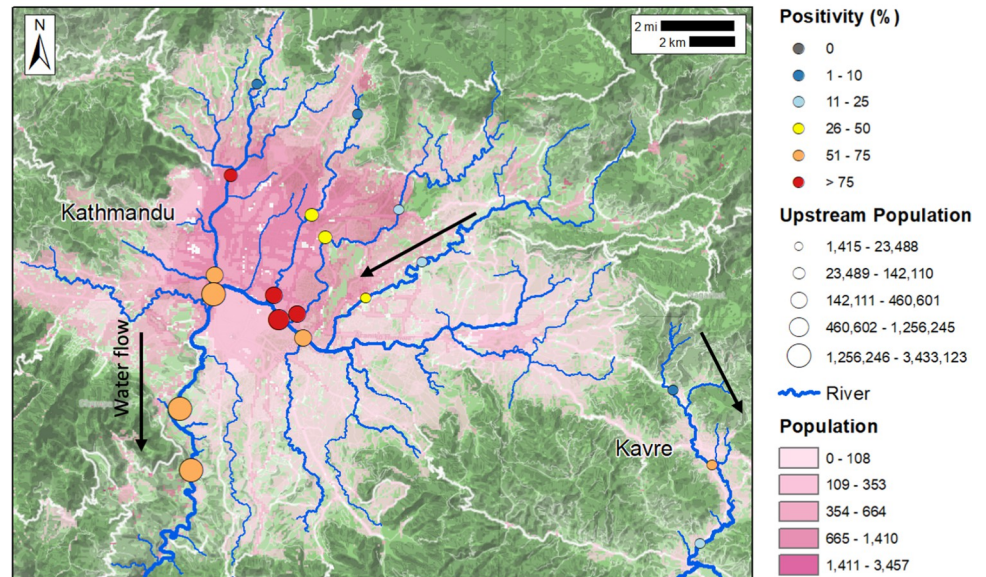 N
2 mi
2 km
Kathmandu
Water flow
Kavre
Positivity (%)
0
1 - 10
11 - 25
26 - 50
51 - 75
> 75
Upstream Population
1,415 - 23,488
23,489 - 142,110
142,111 - 460,601
460,602 - 1,256,245
1,256,246 - 3,433,123
River
Population
0 - 108
109 - 353
354 - 664
665 - 1,410
1,411 - 3,457